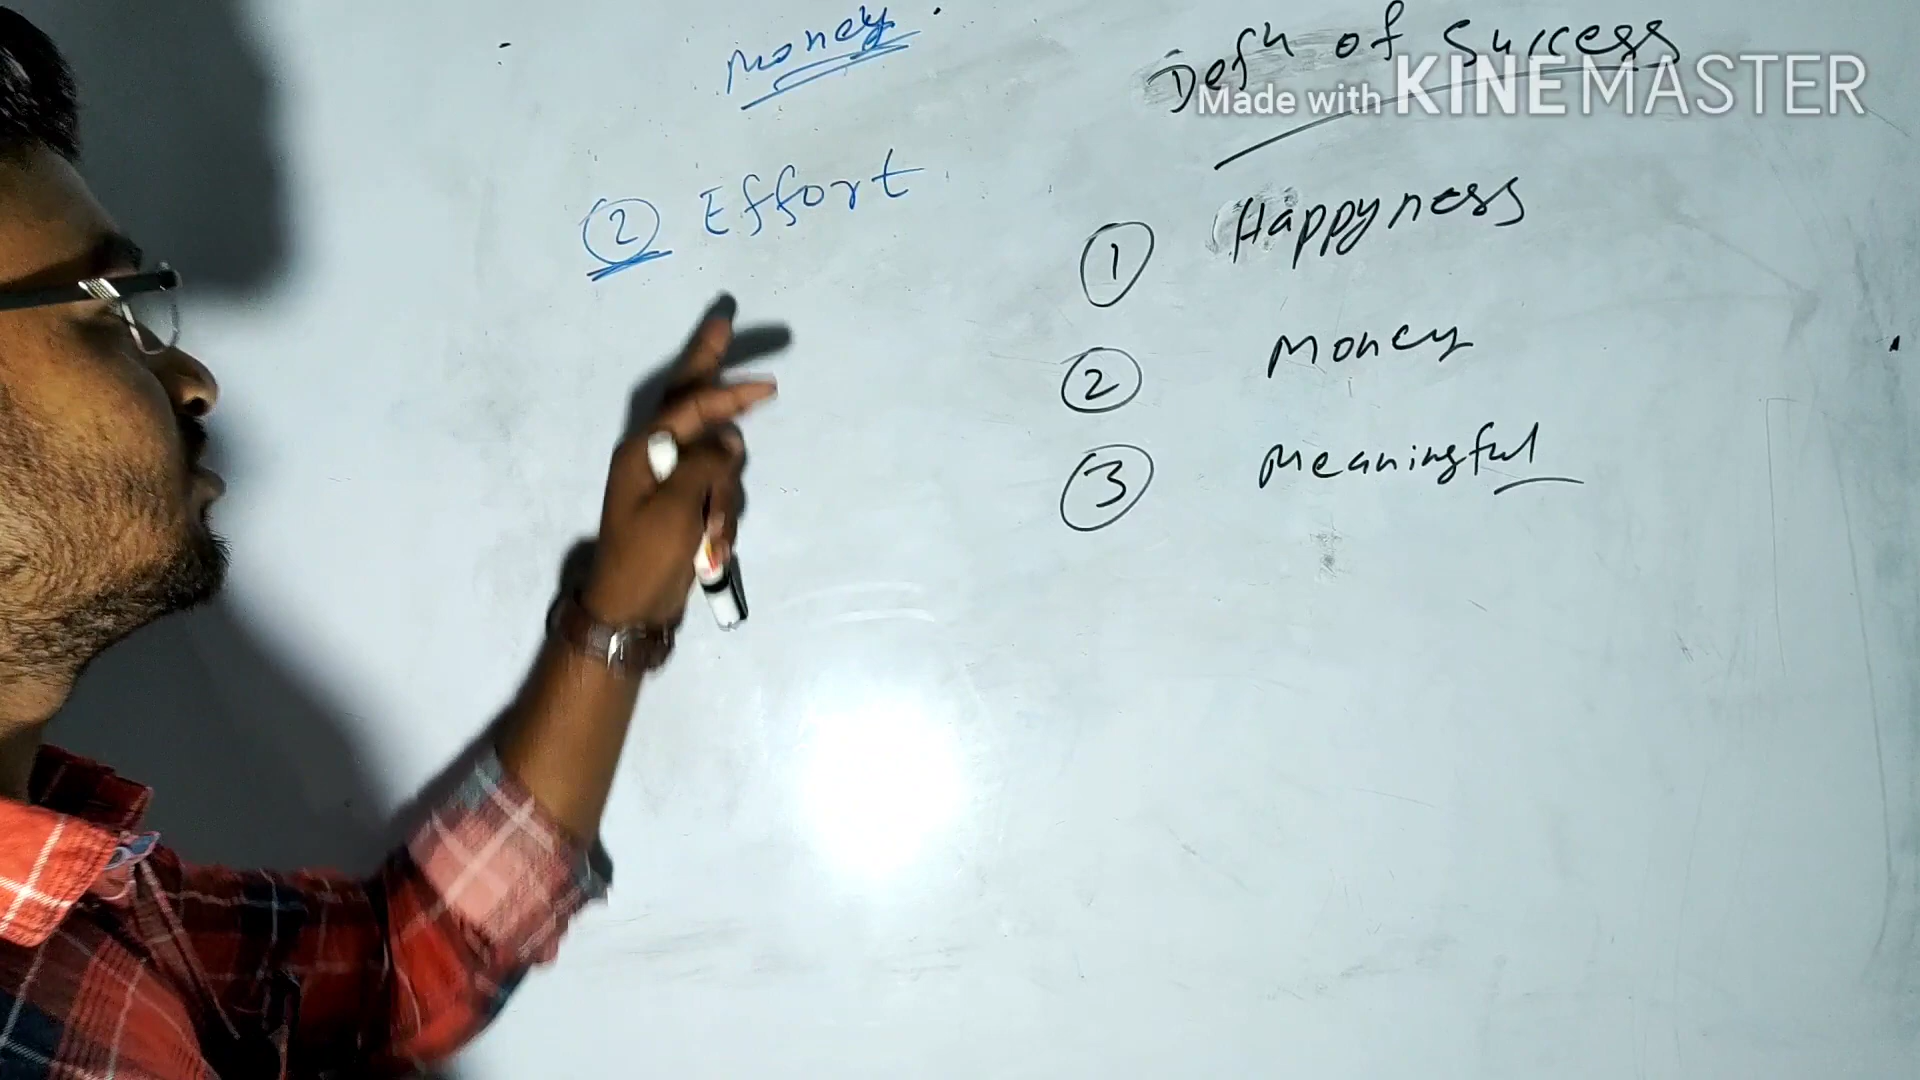 Money
② Effort
Defn of Success
Made with KINEMASTER
① Happyness
② Money
③ Meaningful